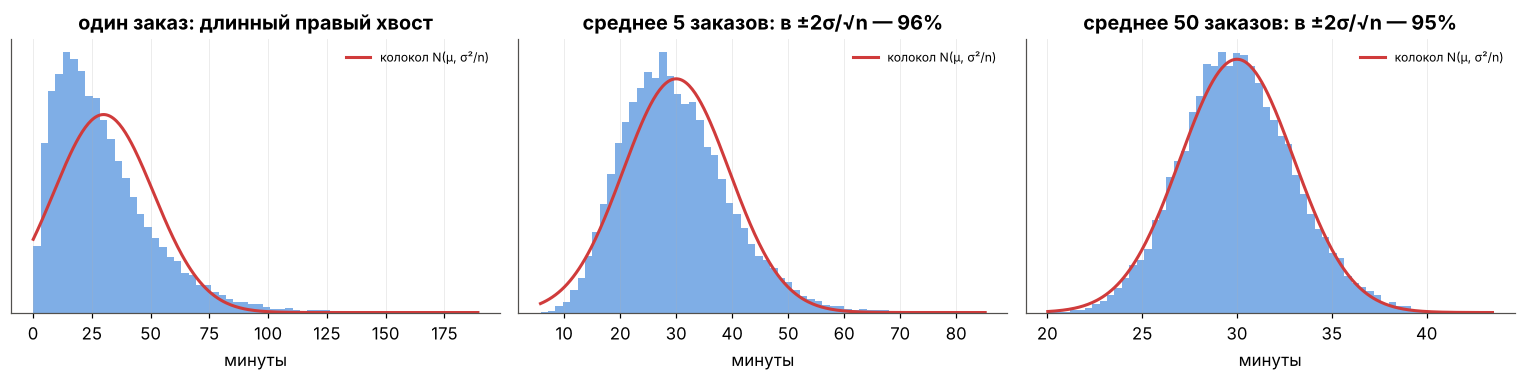 один заказ: длинный правый хвост
колокол N(μ, σ²/n)
0 25 50 75 100 125 150 175
минуты
среднее 5 заказов: в ±2σ/√n — 96%
колокол N(μ, σ²/n)
10 20 30 40 50 60 70 80
минуты
среднее 50 заказов: в ±2σ/√n — 95%
колокол N(μ, σ²/n)
20 25 30 35 40
минуты